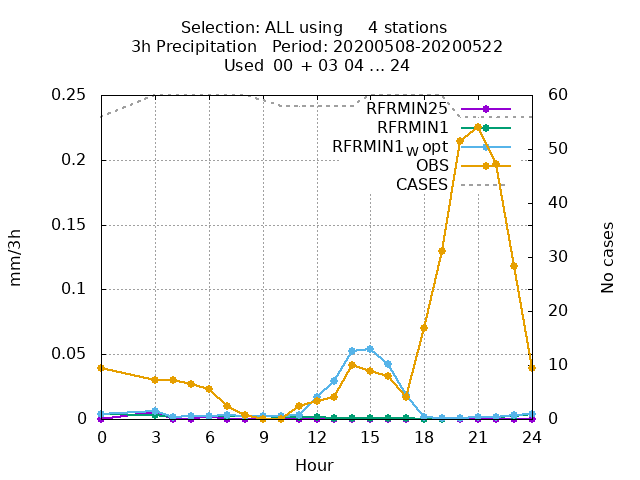 Selection: ALL using     4 stations
3h Precipitation   Period: 20200508-20200522
Used  00 + 03 04 ... 24
0.25
0.2
0.15
0.1
0.05
0
60
50
40
30
20
10
0
RFRMIN25
RFRMIN1
RFRMIN1w opt
OBS
CASES
mm/3h
No cases
0 3 6 9 12 15 18 21 24
Hour